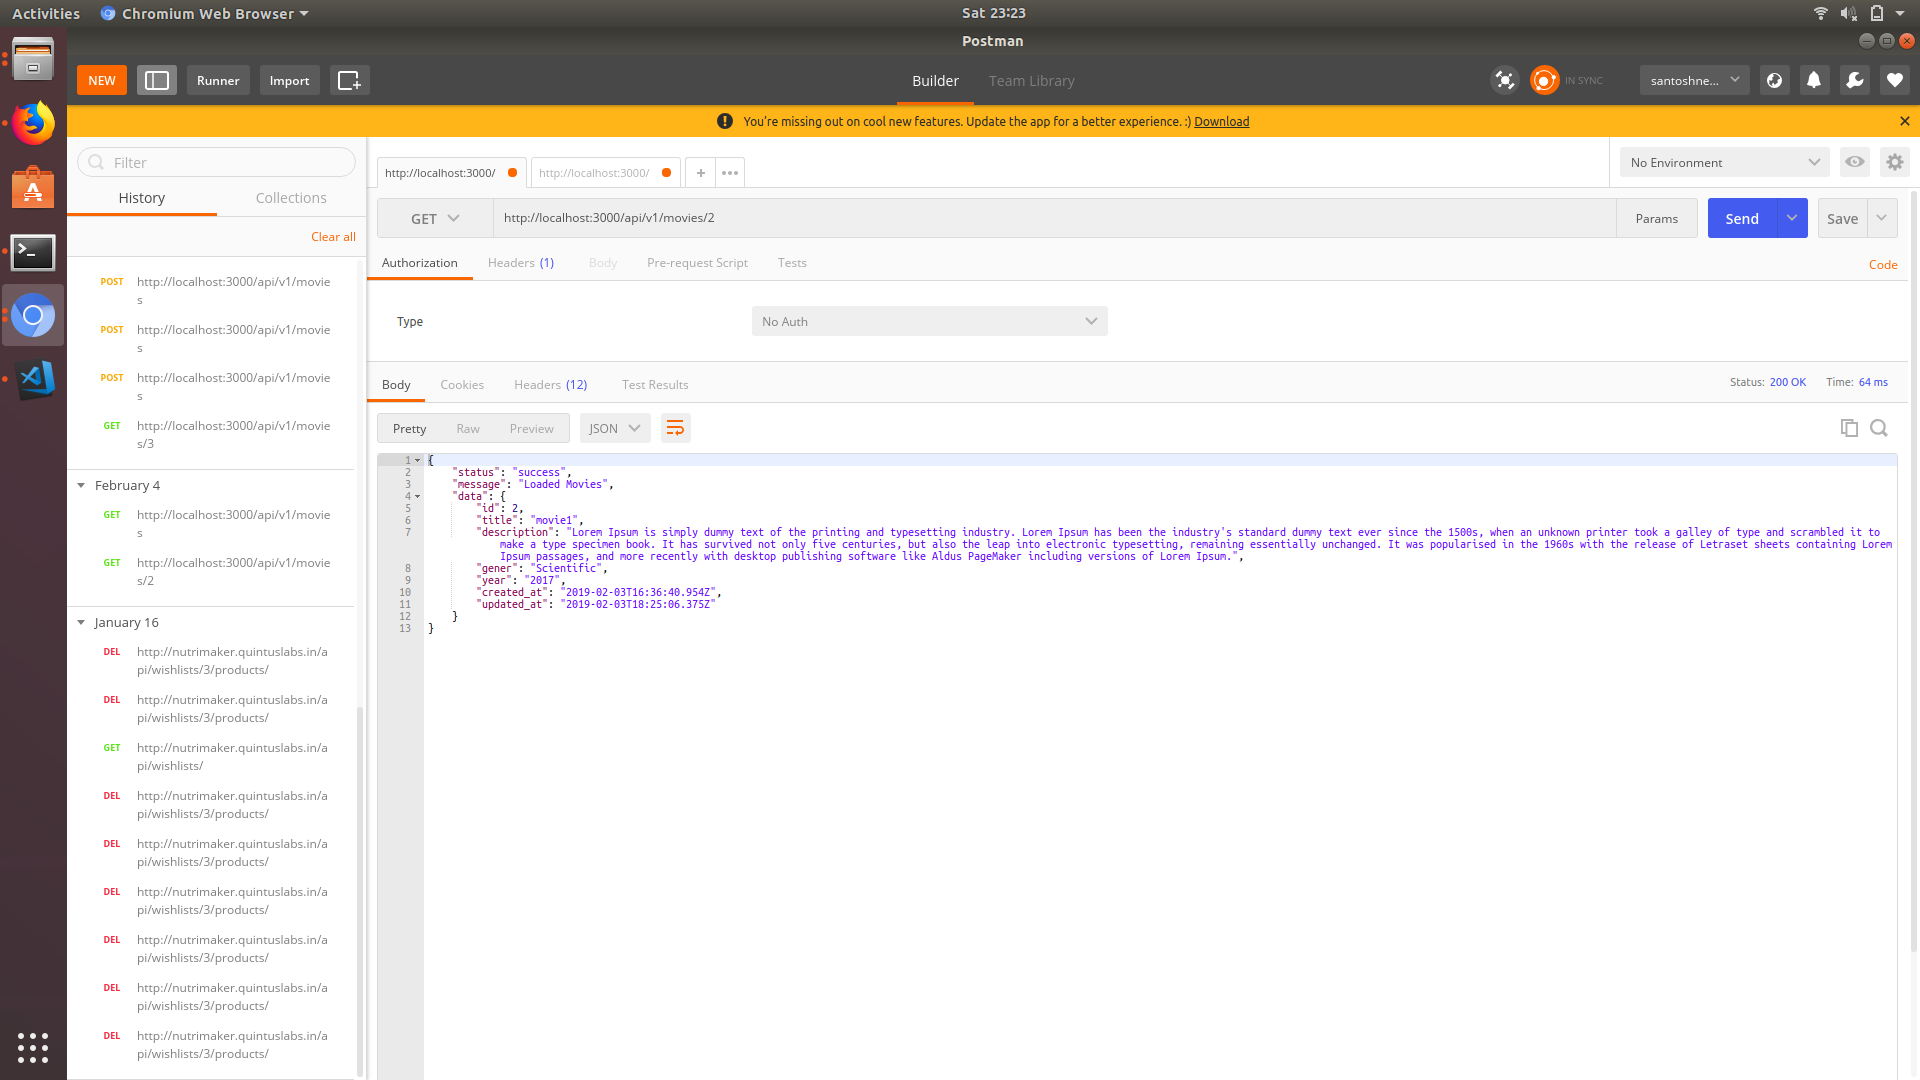 Activities
Chromium Web Browser
Sat 23:23
Postman
NEW
Runner
Import
Builder
Team Library
IN SYNC
santoshne...
You're missing out on cool new features. Update the app for a better experience. :) Download
Filter
History
Collections
Clear all
POST http://localhost:3000/api/v1/movie
s
POST http://localhost:3000/api/v1/movie
s
POST http://localhost:3000/api/v1/movie
s
GET http://localhost:3000/api/v1/movie
s/3
February 4
GET http://localhost:3000/api/v1/movie
s
GET http://localhost:3000/api/v1/movie
s/2
January 16
DEL http://nutrimaker.quintuslabs.in/a
pi/wishlists/3/products/
DEL http://nutrimaker.quintuslabs.in/a
pi/wishlists/3/products/
GET http://nutrimaker.quintuslabs.in/a
pi/wishlists/
DEL http://nutrimaker.quintuslabs.in/a
pi/wishlists/3/products/
DEL http://nutrimaker.quintuslabs.in/a
pi/wishlists/3/products/
DEL http://nutrimaker.quintuslabs.in/a
pi/wishlists/3/products/
DEL http://nutrimaker.quintuslabs.in/a
pi/wishlists/3/products/
DEL http://nutrimaker.quintuslabs.in/a
pi/wishlists/3/products/
DEL http://nutrimaker.quintuslabs.in/a
pi/wishlists/3/products/
http://localhost:3000/
http://localhost:3000/
+
•••
No Environment
GET
http://localhost:3000/api/v1/movies/2
Params
Send
Save
Authorization
Headers (1)
Body
Pre-request Script
Tests
Code
Type
No Auth
Body
Cookies
Headers (12)
Test Results
Status: 200 OK
Time: 64 ms
Pretty
Raw
Preview
JSON
1 {
2 "status": "success",
3 "message": "Loaded Movies",
4 "data": {
5 "id": 2,
6 "title": "movie1",
7 "description": "Lorem Ipsum is simply dummy text of the printing and typesetting industry. Lorem Ipsum has been the industry's standard dummy text ever since the 1500s, when an unknown printer took a galley of type and scrambled it to
make a type specimen book. It has survived not only five centuries, but also the leap into electronic typesetting, remaining essentially unchanged. It was popularised in the 1960s with the release of Letraset sheets containing Lorem
Ipsum passages, and more recently with desktop publishing software like Aldus PageMaker including versions of Lorem Ipsum.",
8 "gener": "Scientific",
9 "year": "2017",
10 "created_at": "2019-02-03T16:36:40.954Z",
11 "updated_at": "2019-02-03T18:25:06.375Z"
12 }
13 }